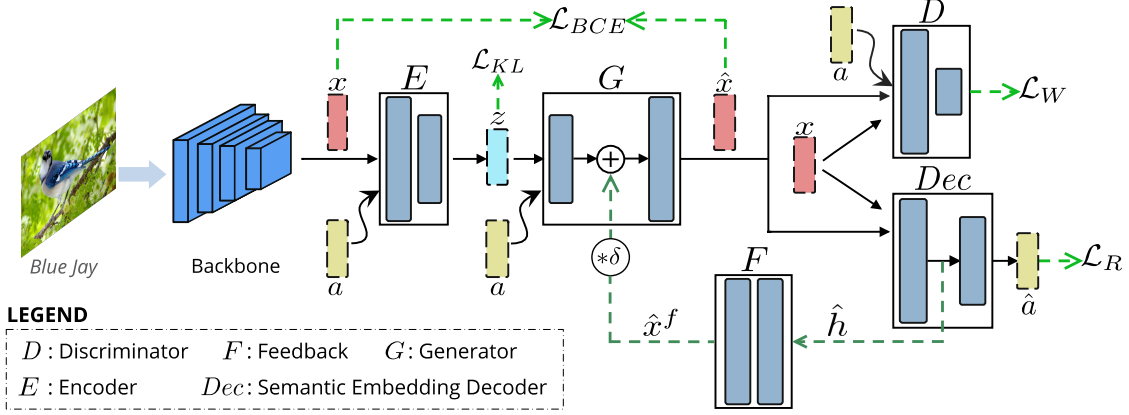 D
a
L_BCE
L_KL
x
E
G
x̂
z
L_W
x
+
Dec
a
a
*δ
F
â
L_R
Blue Jay
Backbone
x̂^f
ĥ
LEGEND
D : Discriminator F : Feedback G : Generator
E : Encoder Dec : Semantic Embedding Decoder